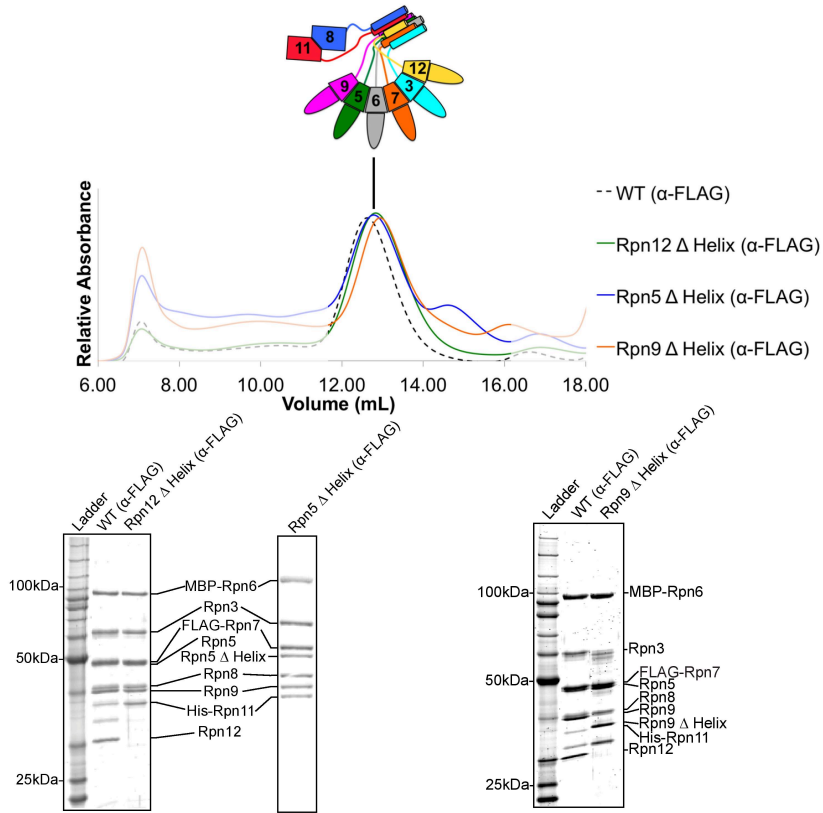 8
11
12
9
5
6
7
3
Relative Absorbance
WT (α-FLAG)
Rpn12 Δ Helix (α-FLAG)
Rpn5 Δ Helix (α-FLAG)
Rpn9 Δ Helix (α-FLAG)
6.00 8.00 10.00 12.00 14.00 16.00 18.00
Volume (mL)
Ladder
WT (α-FLAG)
Rpn12 Δ Helix (α-FLAG)
Rpn5 Δ Helix (α-FLAG)
100kDa
50kDa
25kDa
MBP-Rpn6
Rpn3
FLAG-Rpn7
Rpn5
Rpn5 Δ Helix
Rpn8
Rpn9
His-Rpn11
Rpn12
Ladder
WT (α-FLAG)
Rpn9 Δ Helix (α-FLAG)
100kDa
50kDa
25kDa
MBP-Rpn6
Rpn3
FLAG-Rpn7
Rpn5
Rpn8
Rpn9
Rpn9 Δ Helix
His-Rpn11
Rpn12